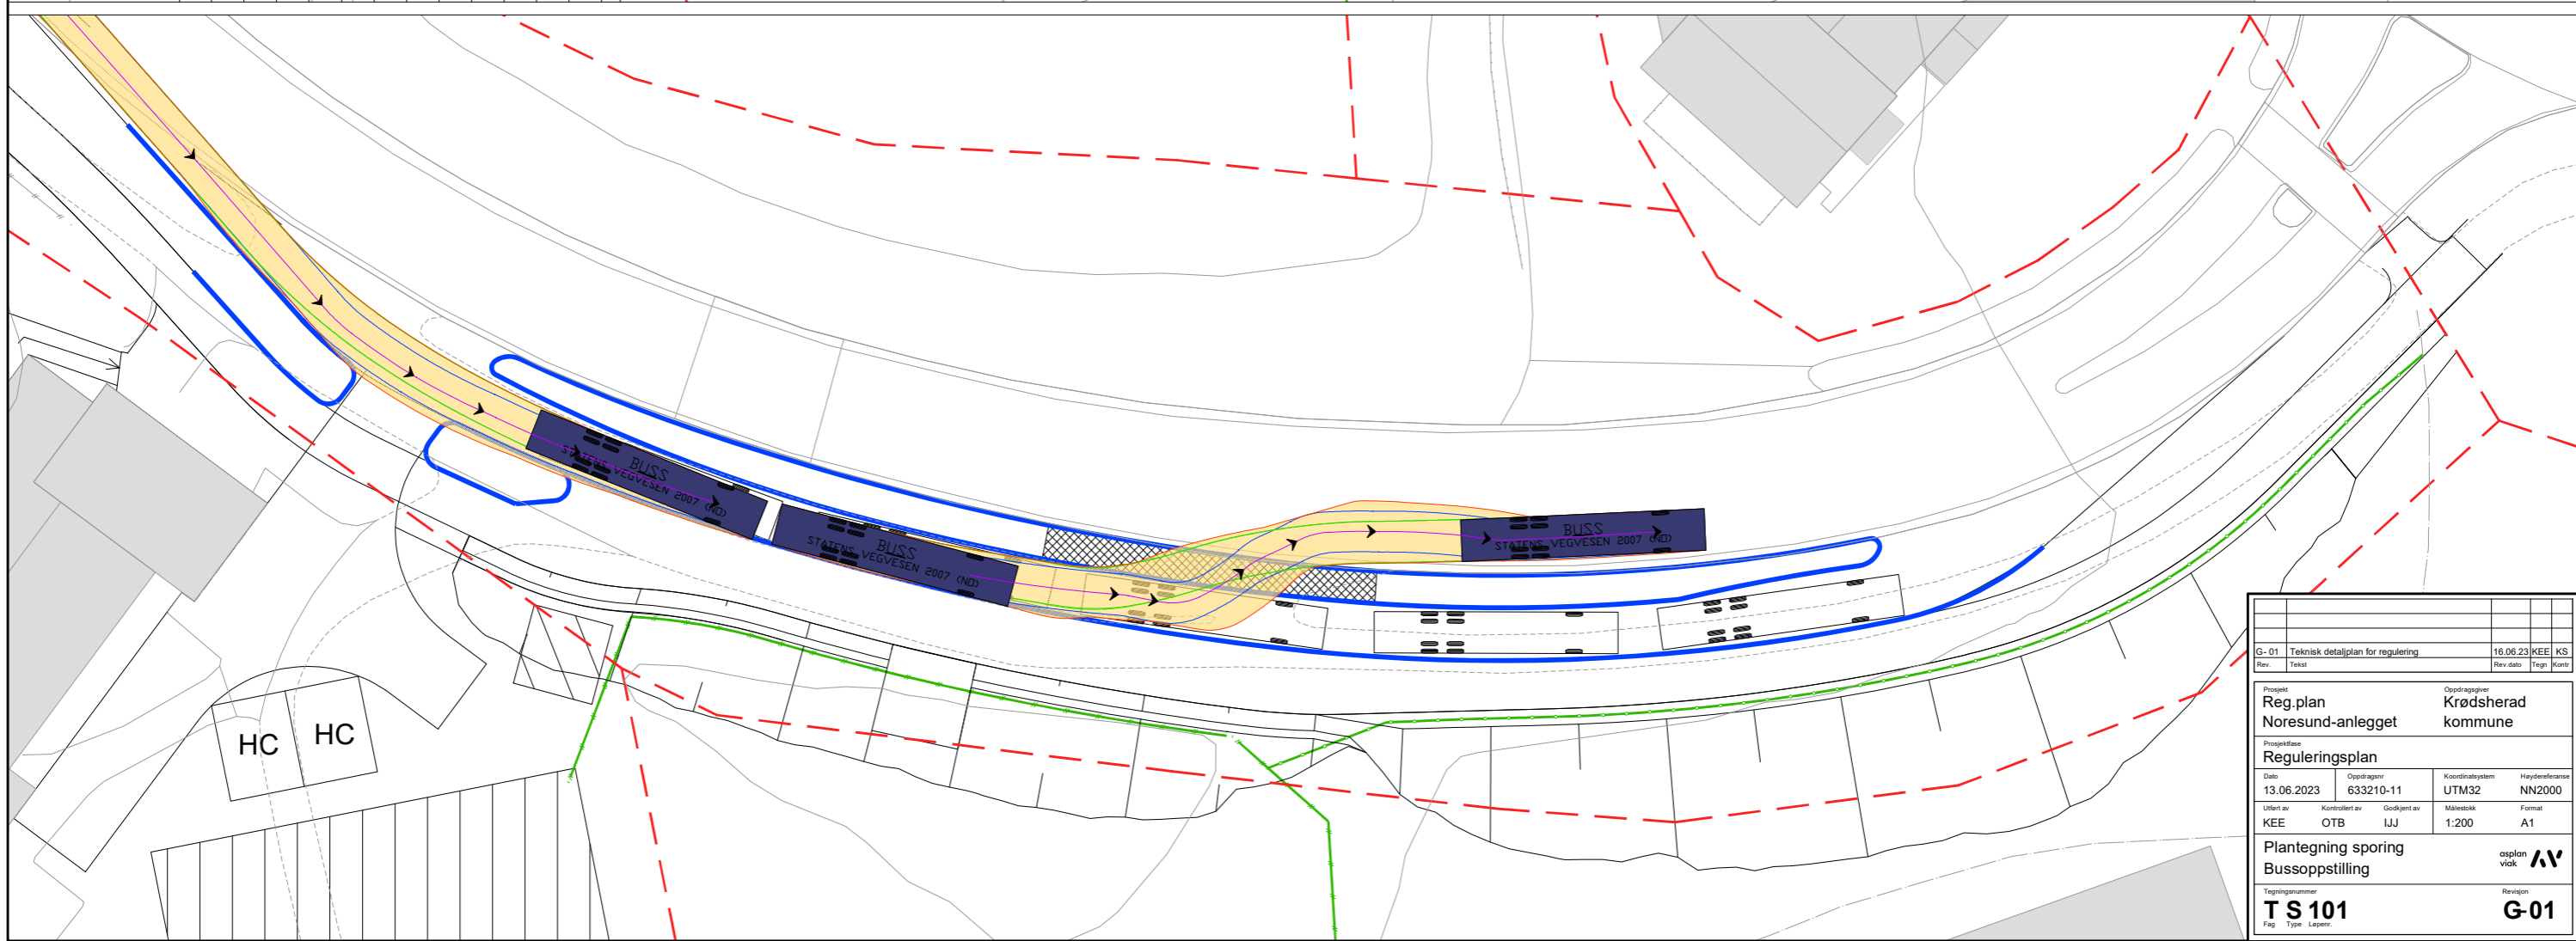 BUSS
STATENS VEGVESEN 2007 (NO)
BUSS
STATENS VEGVESEN 2007 (NO)
BUSS
STATENS VEGVESEN 2007 (NO)
HC HC
G- 01 Teknisk detaljplan for regulering 16.06.23 KEE KS
Rev. Tekst Rev.dato Tegn Kontr
Prosjekt Oppdragsgiver
Reg.plan Krødsherad
Noresund-anlegget kommune
Prosjektfase
Reguleringsplan
Dato Oppdragsnr Koordinatsystem Høydereferanse
13.06.2023 633210-11 UTM32 NN2000
Utført av Kontrollert av Godkjent av Målestokk Format
KEE OTB IJJ 1:200 A1
Plantegning sporing
Bussoppstilling
asplan
viak
Tegningsnummer Revisjon
T S 101 G-01
Fag Type Løpenr.